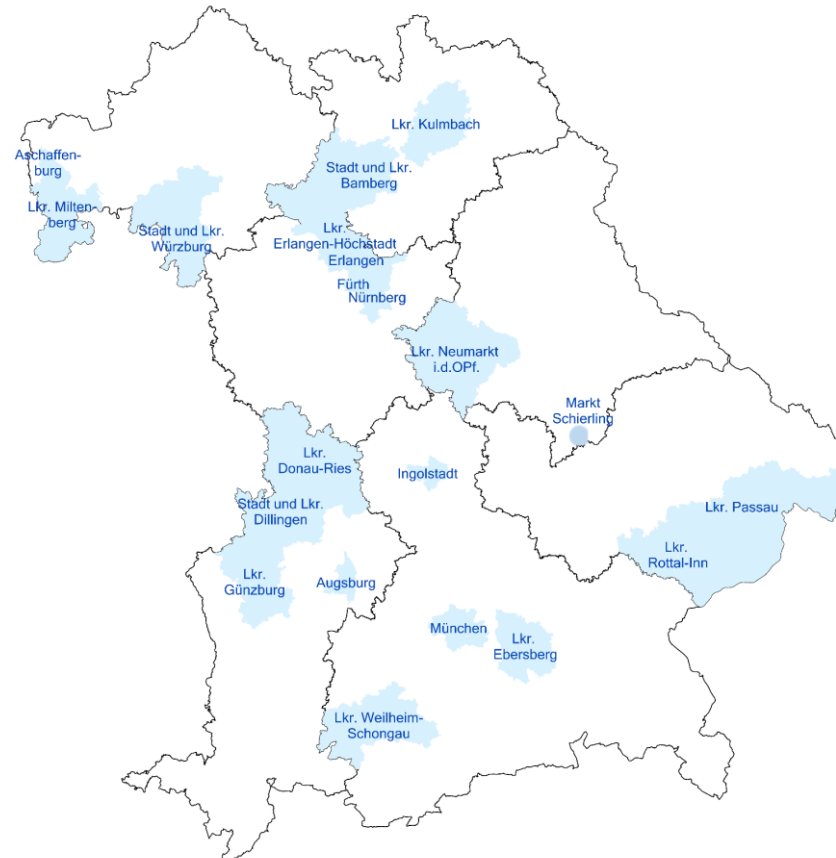 Lkr. Kulmbach
Aschaffen-
burg
Stadt und Lkr.
Bamberg
Lkr. Milten-
berg
Stadt und Lkr.
Würzburg
Lkr.
Erlangen-Höchstadt
Erlangen
Fürth
Nürnberg
Lkr. Neumarkt
i.d.OPf.
Markt
Schierling
Lkr.
Donau-Ries
Ingolstadt
Stadt und Lkr.
Dillingen
Lkr. Passau
Lkr.
Rottal-Inn
Lkr.
Günzburg
Augsburg
München
Lkr.
Ebersberg
Lkr. Weilheim-
Schongau